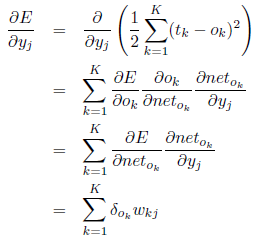 ∂E/∂y_j = ∂/∂y_j ( 1/2 ∑_{k=1}^{K} (t_k − o_k)^2 )
= ∑_{k=1}^{K} ∂E/∂o_k ∂o_k/∂net_{o_k} ∂net_{o_k}/∂y_j
= ∑_{k=1}^{K} ∂E/∂net_{o_k} ∂net_{o_k}/∂y_j
= ∑_{k=1}^{K} δ_{o_k} w_{kj}